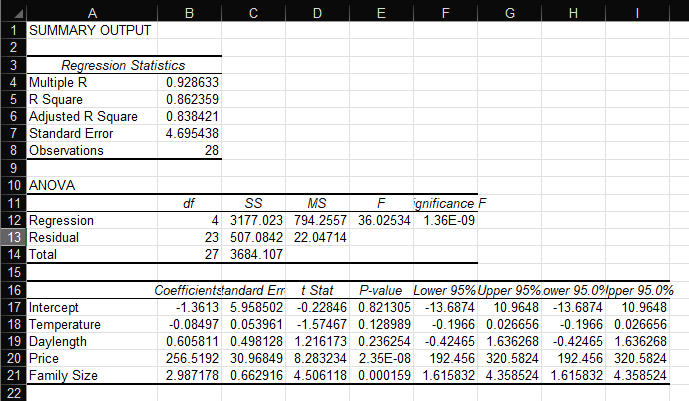 A B C D E F G H I
1 SUMMARY OUTPUT
2
3 Regression Statistics
4 Multiple R 0.928633
5 R Square 0.862359
6 Adjusted R Square 0.838421
7 Standard Error 4.695438
8 Observations 28
9
10 ANOVA
11 df SS MS F ignificance F
12 Regression 4 3177.023 794.2557 36.02534 1.36E-09
13 Residual 23 507.0842 22.04714
14 Total 27 3684.107
15
16 Coefficients tandard Err t Stat P-value Lower 95% Upper 95% ower 95.0% pper 95.0%
17 Intercept -1.3613 5.958502 -0.22846 0.821305 -13.6874 10.9648 -13.6874 10.9648
18 Temperature -0.08497 0.053961 -1.57467 0.128989 -0.1966 0.026656 -0.1966 0.026656
19 Daylength 0.605811 0.498128 1.216173 0.236254 -0.42465 1.636268 -0.42465 1.636268
20 Price 256.5192 30.96849 8.283234 2.35E-08 192.456 320.5824 192.456 320.5824
21 Family Size 2.987178 0.662916 4.506118 0.000159 1.615832 4.358524 1.615832 4.358524
22